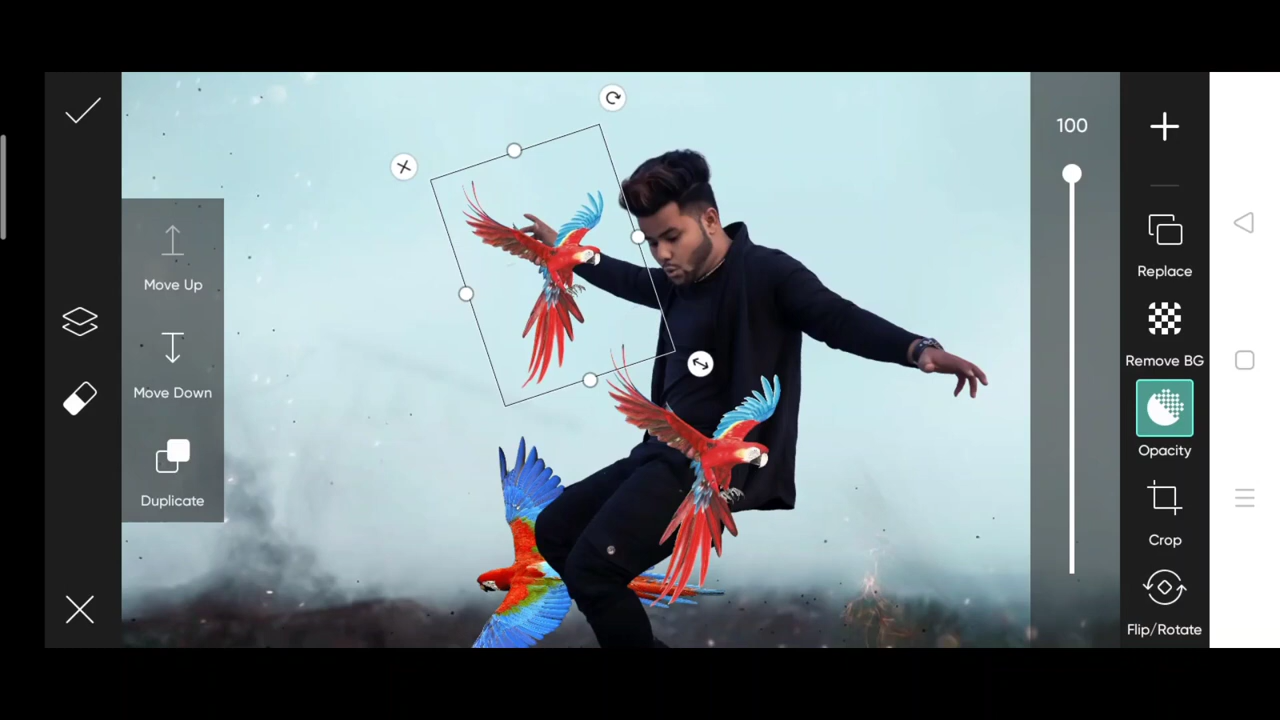 Move Up
Move Down
Duplicate
100
Replace
Remove BG
Opacity
Crop
Flip/Rotate